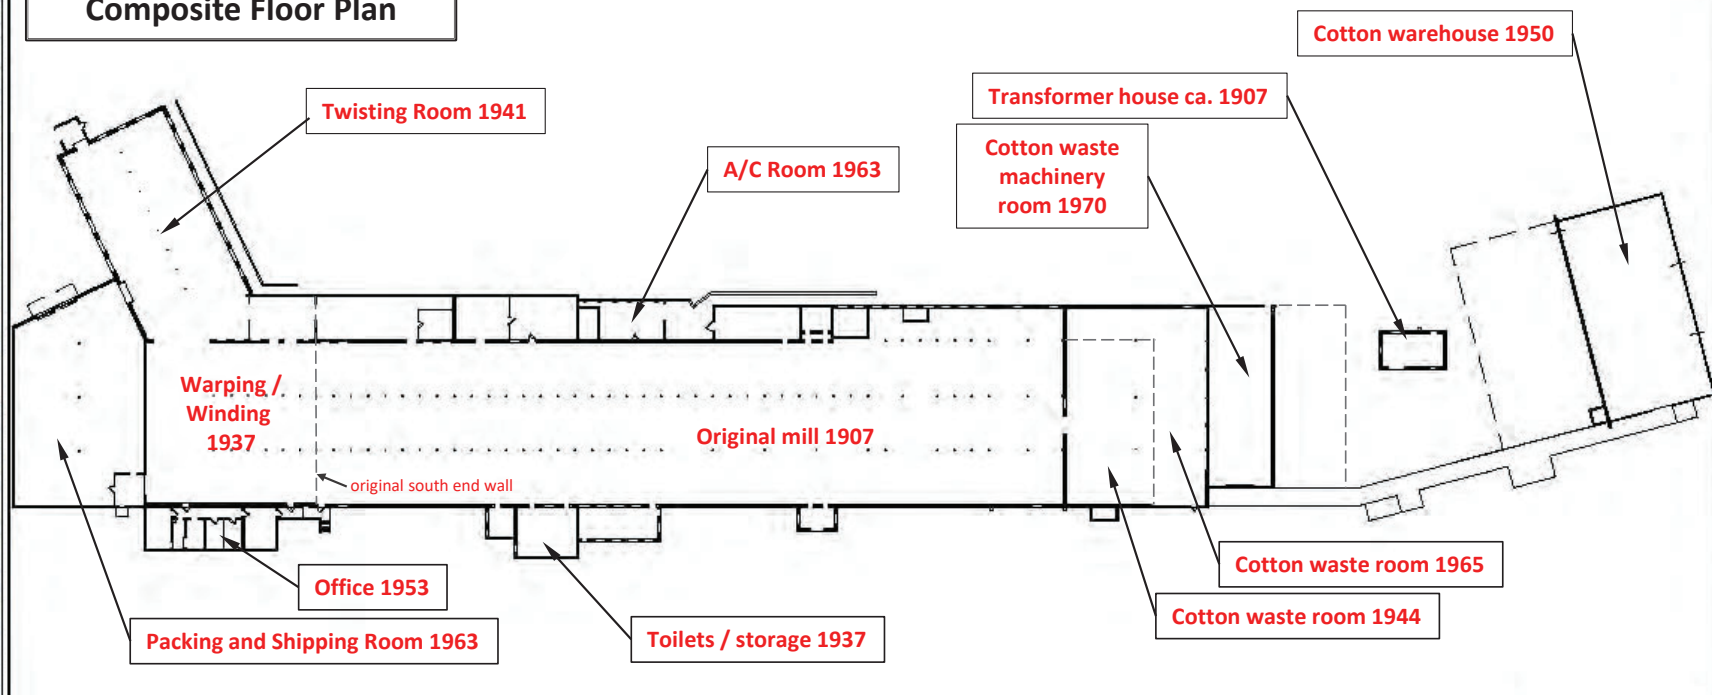 Composite Floor Plan
Cotton warehouse 1950
Transformer house ca. 1907
Twisting Room 1941
Cotton waste
machinery
room 1970
A/C Room 1963
Warping /
Winding
1937
Original mill 1907
original south end wall
Cotton waste room 1965
Office 1953
Cotton waste room 1944
Packing and Shipping Room 1963
Toilets / storage 1937